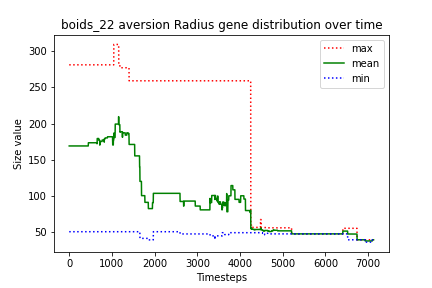 boids_22 aversion Radius gene distribution over time
max
mean
min
Size value
300
250
200
150
100
50
0 1000 2000 3000 4000 5000 6000 7000
Timesteps